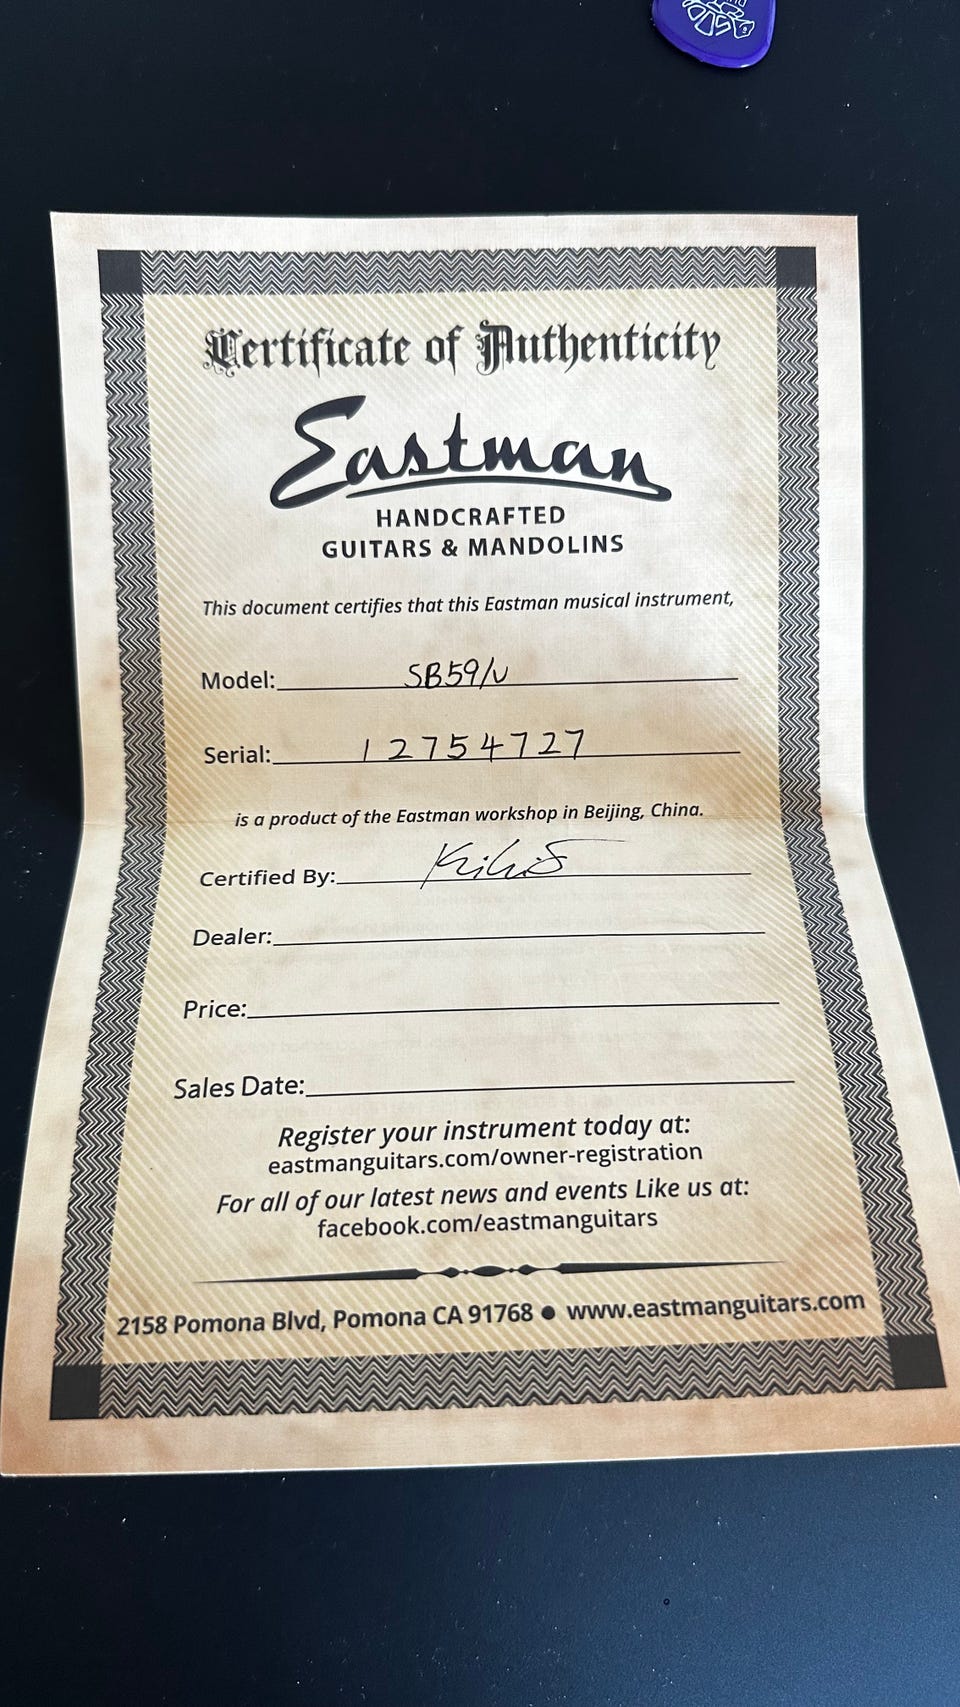 Certificate of Authenticity
Eastman
HANDCRAFTED
GUITARS & MANDOLINS
This document certifies that this Eastman musical instrument,
Model: SB59/v
Serial: 12754727
is a product of the Eastman workshop in Beijing, China.
Certified By:
Dealer:
Price:
Sales Date:
Register your instrument today at:
eastmanguitars.com/owner-registration
For all of our latest news and events Like us at:
facebook.com/eastmanguitars
2158 Pomona Blvd, Pomona CA 91768 ● www.eastmanguitars.com